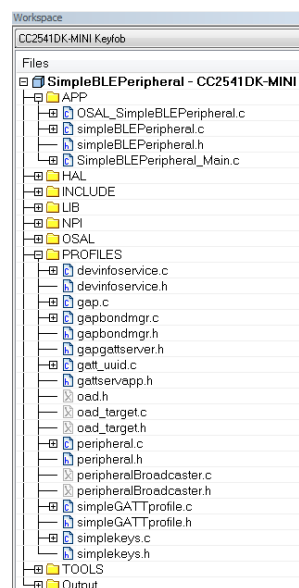 Workspace
CC2541DK-MINI Keyfob
Files
SimpleBLEPeripheral - CC2541DK-MINI
APP
OSAL_SimpleBLEPeripheral.c
simpleBLEPeripheral.c
simpleBLEPeripheral.h
SimpleBLEPeripheral_Main.c
HAL
INCLUDE
LIB
NPI
OSAL
PROFILES
devinfoservice.c
devinfoservice.h
gap.c
gapbondmgr.c
gapbondmgr.h
gapgattserver.h
gatt_uuid.c
gattservapp.h
oad.h
oad_target.c
oad_target.h
peripheral.c
peripheral.h
peripheralBroadcaster.c
peripheralBroadcaster.h
simpleGATTprofile.c
simpleGATTprofile.h
simplekeys.c
simplekeys.h
TOOLS
Output